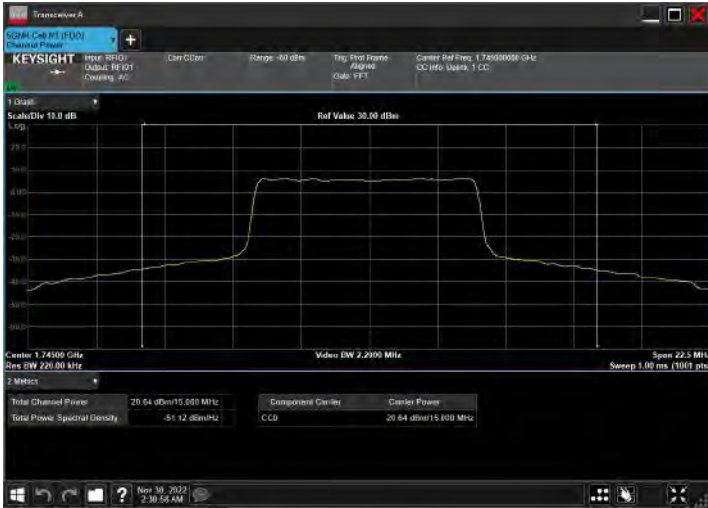 Transceiver A
5GNR-Cell N1 (FDD)
Channel Power
KEYSIGHT
Input: RFIO1
Output: RFIO1
Coupling: AC
Corr CCorr
Trig: Prot Frame
Aligned
Gate: FFT
Carrier Ref Freq: 1.745000000 GHz
CC Info: Uplink, 1 CC
1 Graph
Scale/Div 10.0 dB
Ref Value 30.00 dBm
Log
Center 1.74500 GHz
Video BW 2.2000 MHz
Span 22.5 MHz
Res BW 220.00 kHz
Sweep 1.00 ms (1001 pts
2 Metrics
Total Channel Power
20.64 dBm/15.000 MHz
Total Power Spectral Density
-51.12 dBm/Hz
Component Carrier
Carrier Power
CC0
20.64 dBm/15.000 MHz
Nov 30, 2022
2:30:58 AM